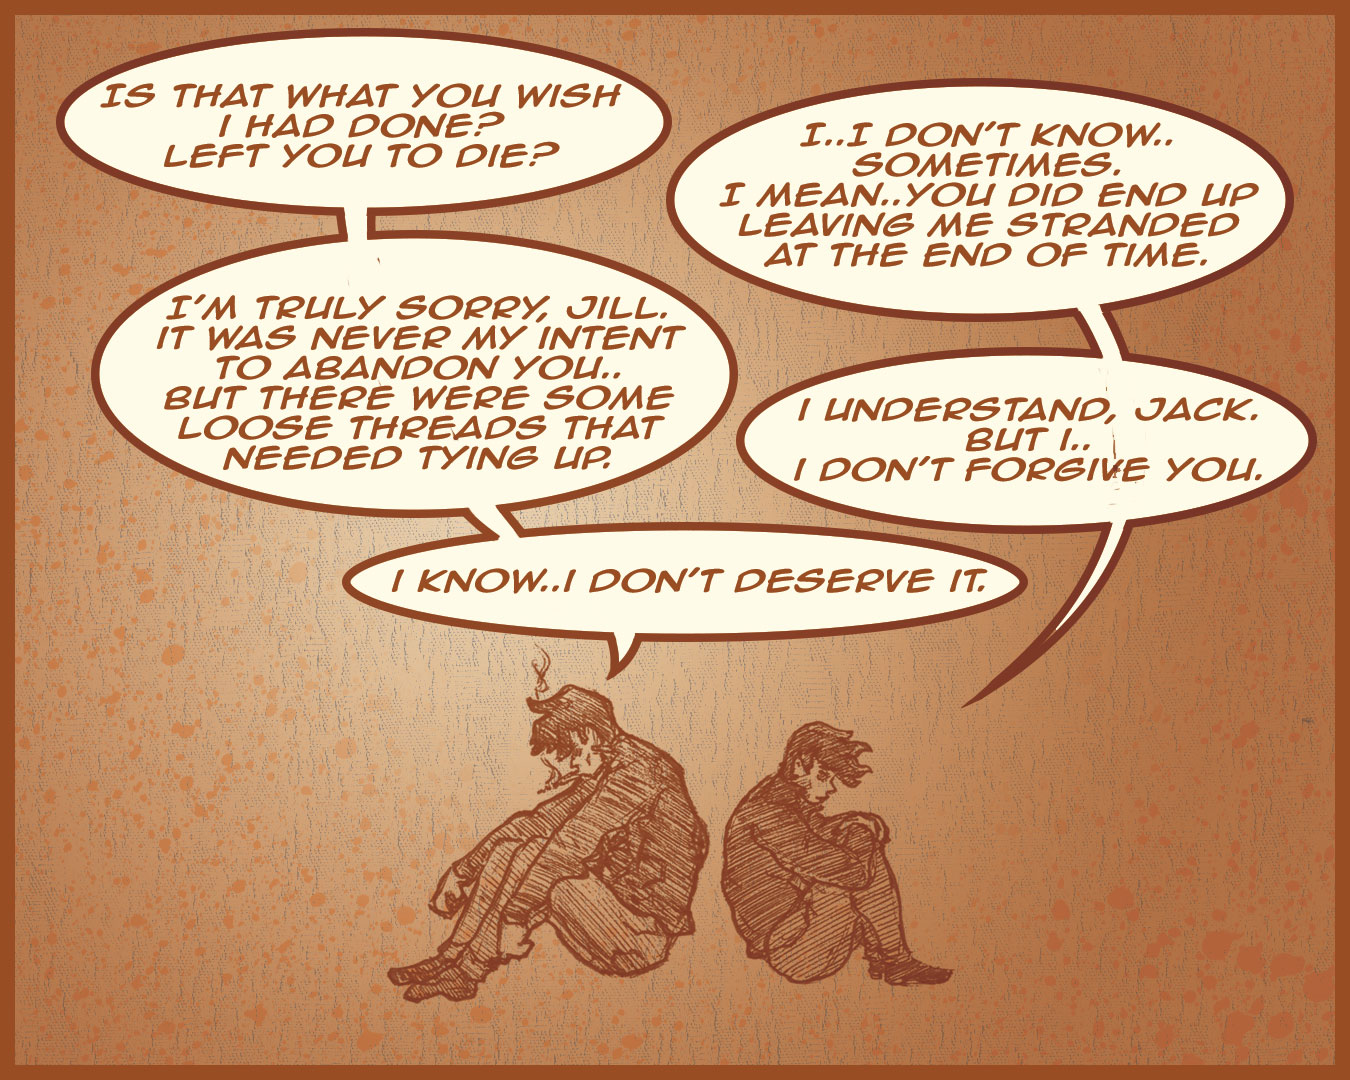 IS THAT WHAT YOU WISH
I HAD DONE?
LEFT YOU TO DIE?
I..I DON'T KNOW..
SOMETIMES.
I MEAN..YOU DID END UP
LEAVING ME STRANDED
AT THE END OF TIME.
I'M TRULY SORRY, JILL.
IT WAS NEVER MY INTENT
TO ABANDON YOU..
BUT THERE WERE SOME
LOOSE THREADS THAT
NEEDED TYING UP.
I UNDERSTAND, JACK.
BUT I..
I DON'T FORGIVE YOU.
I KNOW..I DON'T DESERVE IT.